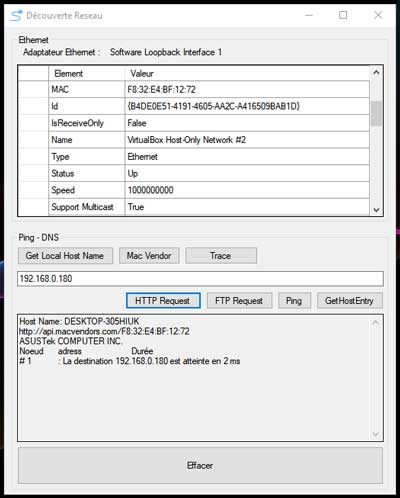 Découverte Reseau
Ethernet
Adaptateur Ethernet : Software Loopback Interface 1
Element Valeur
MAC F8:32:E4:BF:12:72
Id {B4DE0E51-4191-4605-AA2C-A416509BAB1D}
IsReceiveOnly False
Name VirtualBox Host-Only Network #2
Type Ethernet
Status Up
Speed 1000000000
Support Multicast True
Ping - DNS
Get Local Host Name Mac Vendor Trace
192.168.0.180
HTTP Request FTP Request Ping GetHostEntry
Host Name: DESKTOP-305HIUK
http://api.macvendors.com/F8:32:E4:BF:12:72
ASUSTek COMPUTER INC.
Noeud adress Durée
# 1 : La destination 192.168.0.180 est atteinte en 2 ms
Effacer